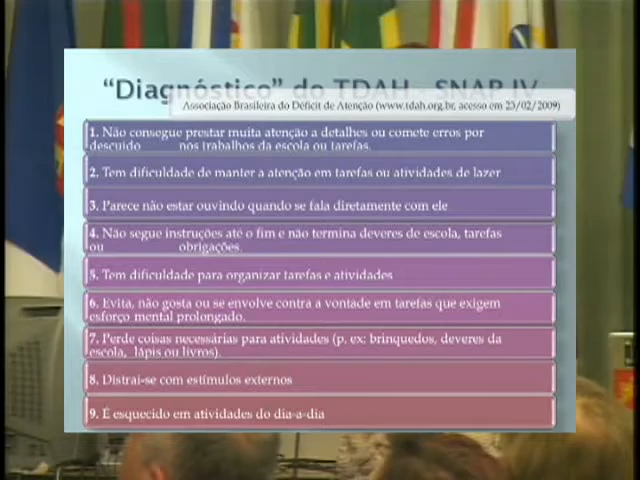 "Diagnóstico" do TDAH - SNAP IV
Associação Brasileira do Déficit de Atenção (www.tdah.org.br, acesso em 23/02/2009)
1. Não consegue prestar muita atenção a detalhes ou comete erros por
descuido nos trabalhos da escola ou tarefas.
2. Tem dificuldade de manter a atenção em tarefas ou atividades de lazer
3. Parece não estar ouvindo quando se fala diretamente com ele
4. Não segue instruções até o fim e não termina deveres de escola, tarefas
ou obrigações.
5. Tem dificuldade para organizar tarefas e atividades
6. Evita, não gosta ou se envolve contra a vontade em tarefas que exigem
esforço mental prolongado.
7. Perde coisas necessárias para atividades (p. ex: brinquedos, deveres da
escola, lápis ou livros).
8. Distrai-se com estímulos externos
9. É esquecido em atividades do dia-a-dia